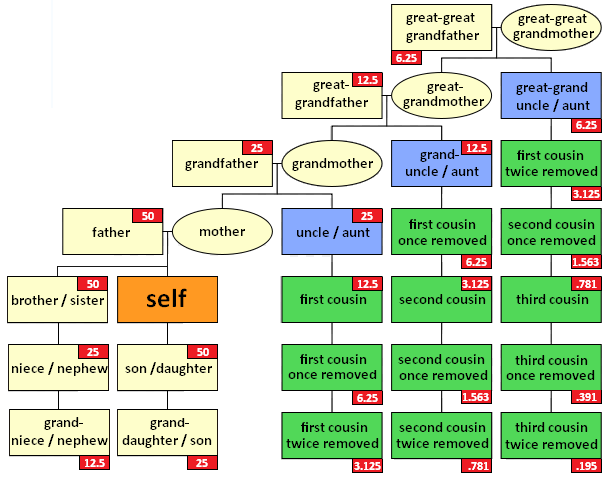 great-great
grandfather
6.25
great-great
grandmother
great-
grandfather
12.5
great-
grandmother
great-grand
uncle / aunt
6.25
grandfather
25
grandmother
grand-
uncle / aunt
12.5
first cousin
twice removed
3.125
father
50
mother
uncle / aunt
25
first cousin
once removed
6.25
second cousin
once removed
1.563
brother / sister
50
self
first cousin
12.5
second cousin
3.125
third cousin
.781
niece / nephew
25
son /daughter
50
first cousin
once removed
6.25
second cousin
once removed
1.563
third cousin
once removed
.391
grand-
niece / nephew
12.5
grand-
daughter / son
25
first cousin
twice removed
3.125
second cousin
twice removed
.781
third cousin
twice removed
.195